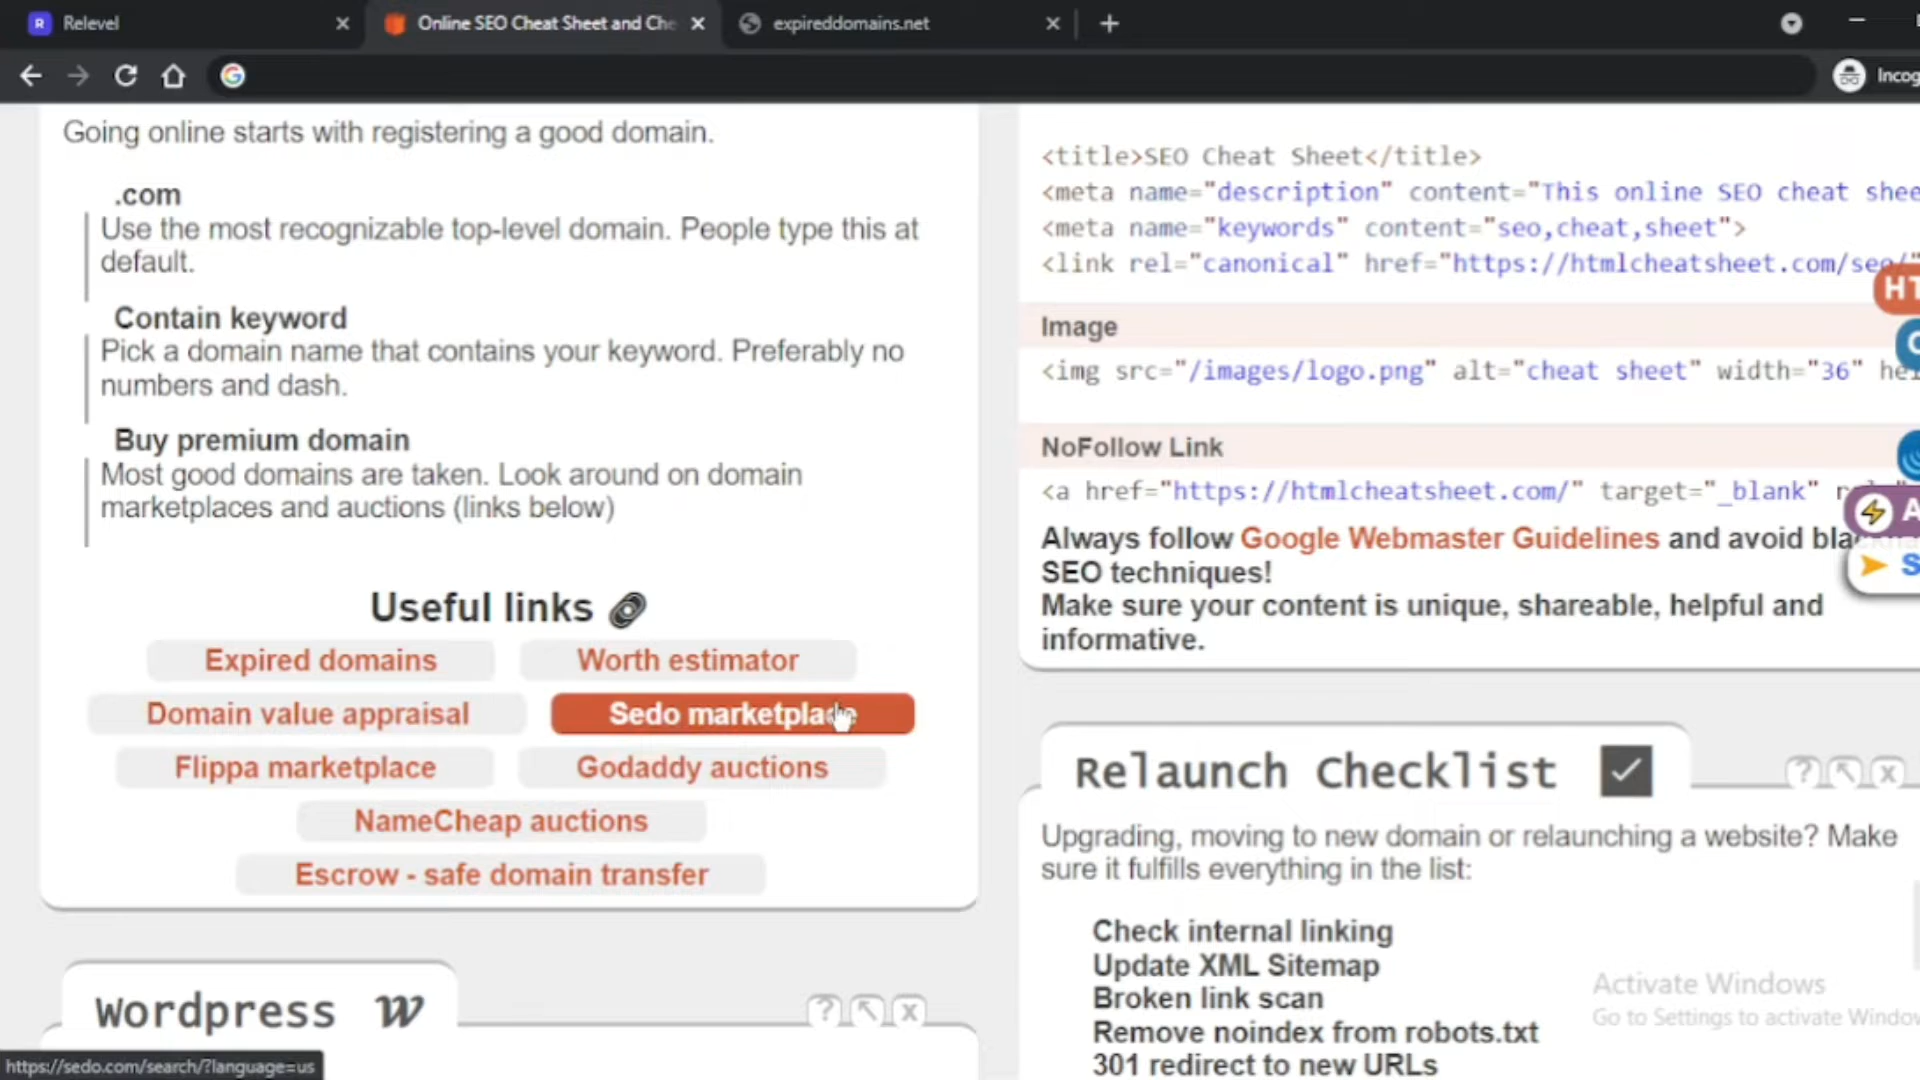 Relevel
Online SEO Cheat Sheet and Che
expireddomains.net
Incog
Going online starts with registering a good domain.
.com
Use the most recognizable top-level domain. People type this at
default.
Contain keyword
Pick a domain name that contains your keyword. Preferably no
numbers and dash.
Buy premium domain
Most good domains are taken. Look around on domain
marketplaces and auctions (links below)
Useful links
Expired domains
Worth estimator
Domain value appraisal
Sedo marketplace
Flippa marketplace
Godaddy auctions
NameCheap auctions
Escrow - safe domain transfer
Wordpress
https://sedo.com/search/?language=us
<title>SEO Cheat Sheet</title>
<meta name="description" content="This online SEO cheat shee
<meta name="keywords" content="seo,cheat,sheet">
<link rel="canonical" href="https://htmlcheatsheet.com/seo/"
HT
Image
<img src="/images/logo.png" alt="cheat sheet" width="36" hei
NoFollow Link
<a href="https://htmlcheatsheet.com/" target="_blank"
Always follow Google Webmaster Guidelines and avoid
SEO techniques!
Make sure your content is unique, shareable, helpful and
informative.
Relaunch Checklist
Upgrading, moving to new domain or relaunching a website? Make
sure it fulfills everything in the list:
Check internal linking
Update XML Sitemap
Broken link scan
Remove noindex from robots.txt
301 redirect to new URLs
Activate Windows
Go to Settings to activate Windows